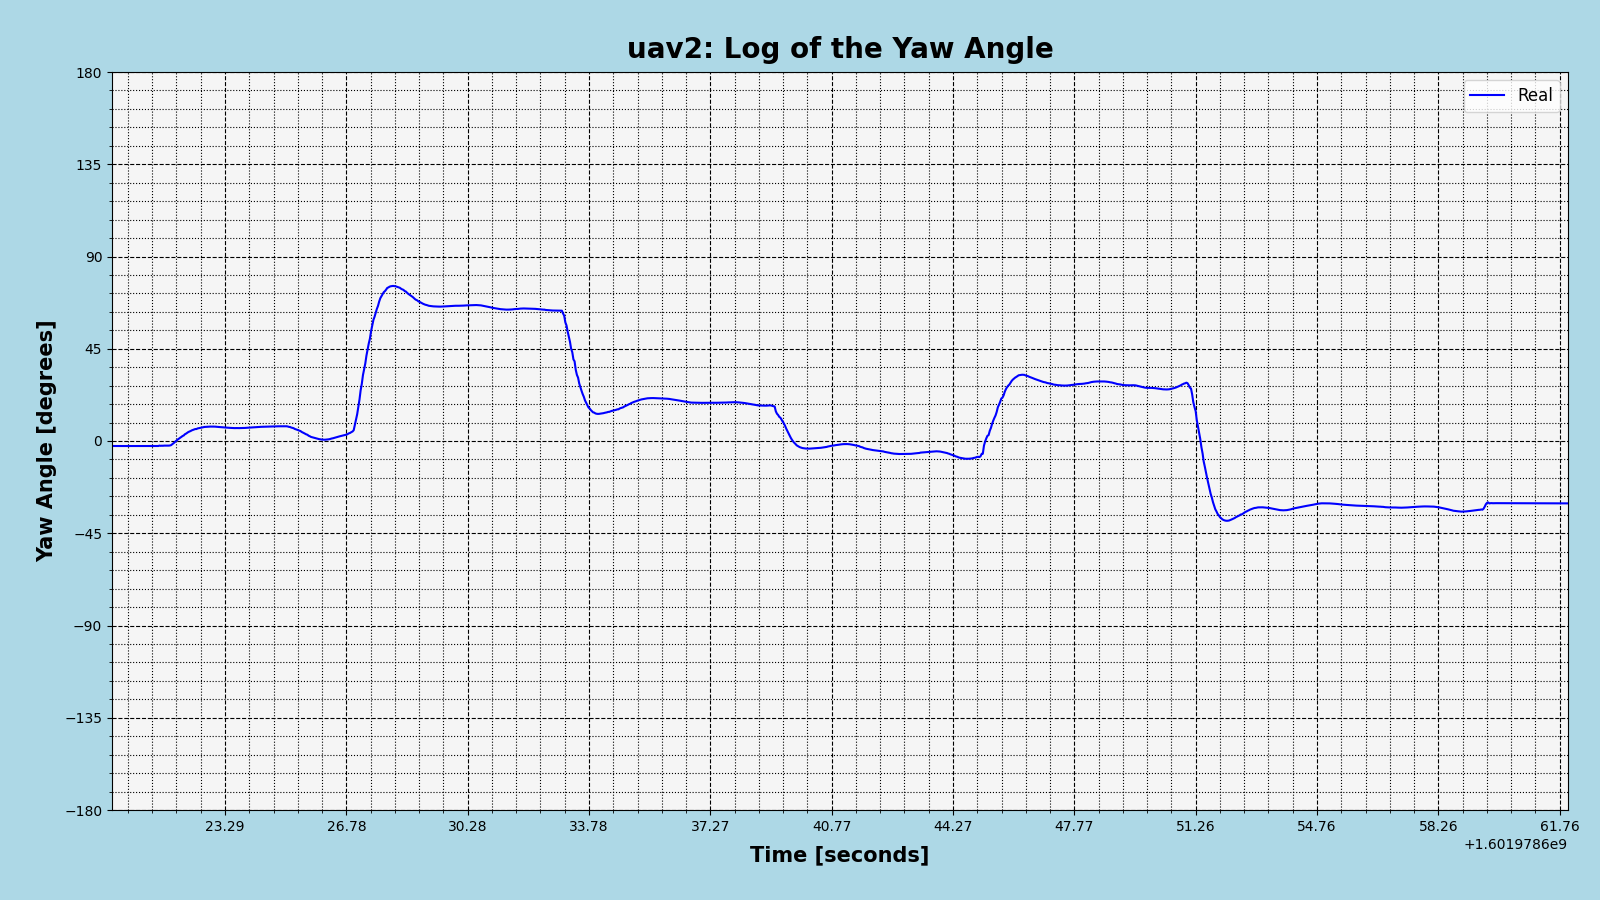 uav2: Log of the Yaw Angle
Real
Yaw Angle [degrees]
180
135
90
45
0
−45
−90
−135
−180
23.29 26.78 30.28 33.78 37.27 40.77 44.27 47.77 51.26 54.76 58.26 61.76
+1.6019786e9
Time [seconds]